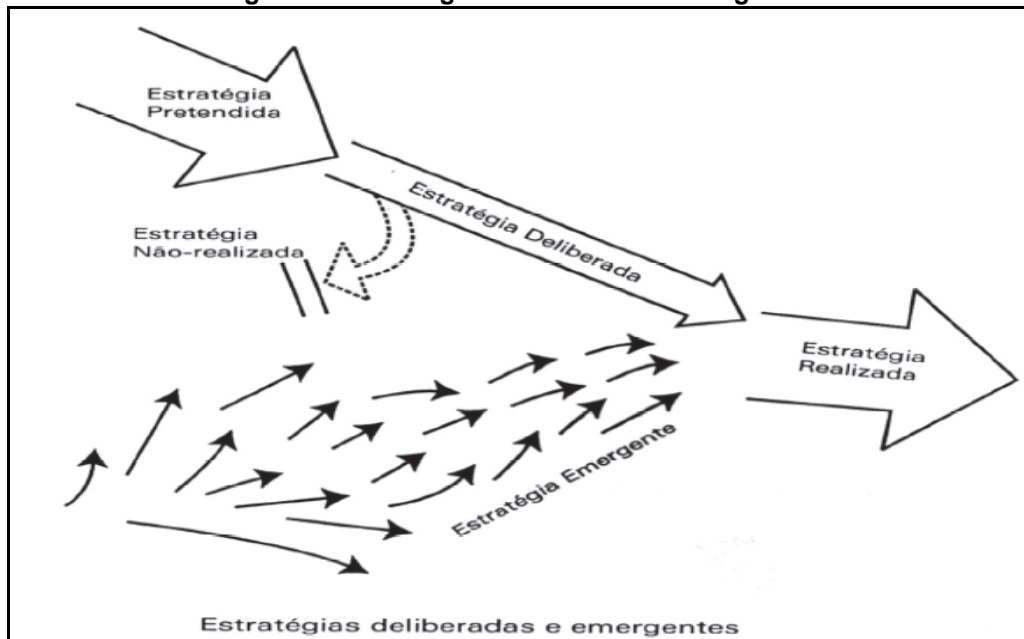 Estratégia
Pretendida
Estratégia Deliberada
Estratégia
Não-realizada
Estratégia
Realizada
Estratégia Emergente
Estratégias deliberadas e emergentes